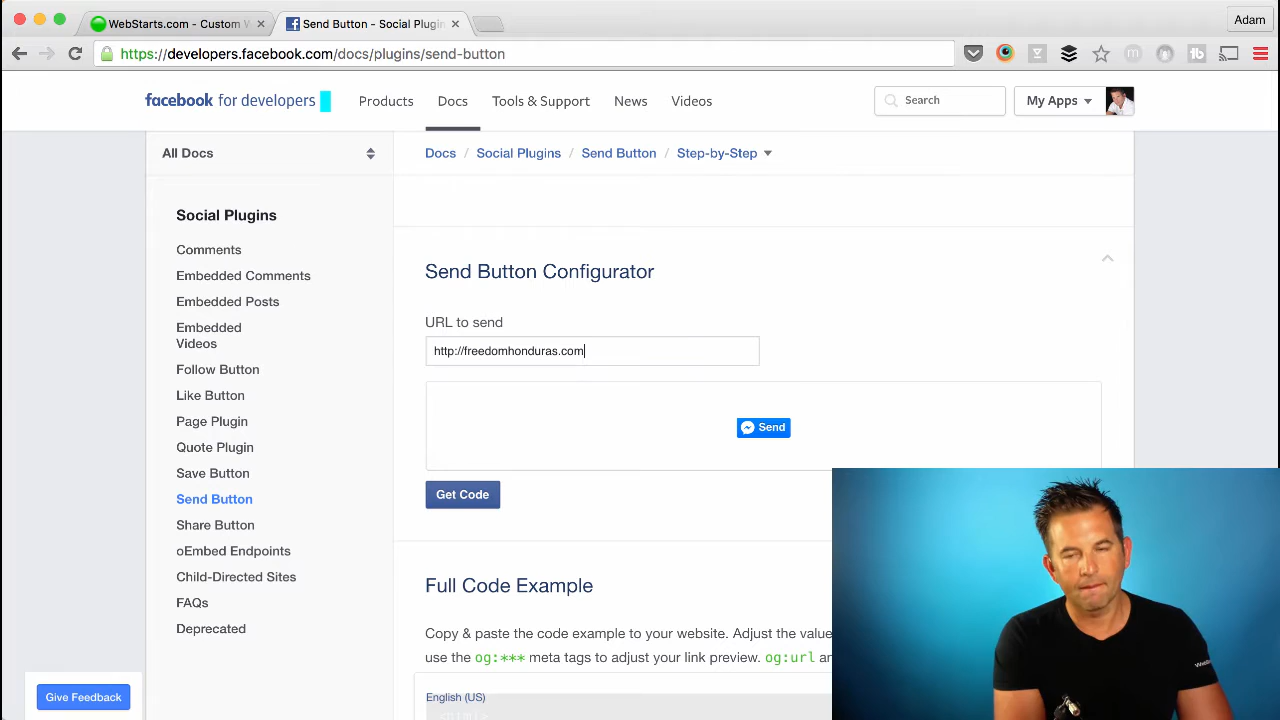 WebStarts.com - Custom W
Send Button - Social Plugin
Adam
https://developers.facebook.com/docs/plugins/send-button
facebook for developers
Products
Docs
Tools & Support
News
Videos
Search
My Apps
All Docs
Docs / Social Plugins / Send Button / Step-by-Step
Social Plugins
Comments
Embedded Comments
Embedded Posts
Embedded
Videos
Follow Button
Like Button
Page Plugin
Quote Plugin
Save Button
Send Button
Share Button
oEmbed Endpoints
Child-Directed Sites
FAQs
Deprecated
Give Feedback
Send Button Configurator
URL to send
http://freedomhonduras.com
Send
Get Code
Full Code Example
Copy & paste the code example to your website. Adjust the value
use the og:*** meta tags to adjust your link preview. og:url an
English (US)
<html>